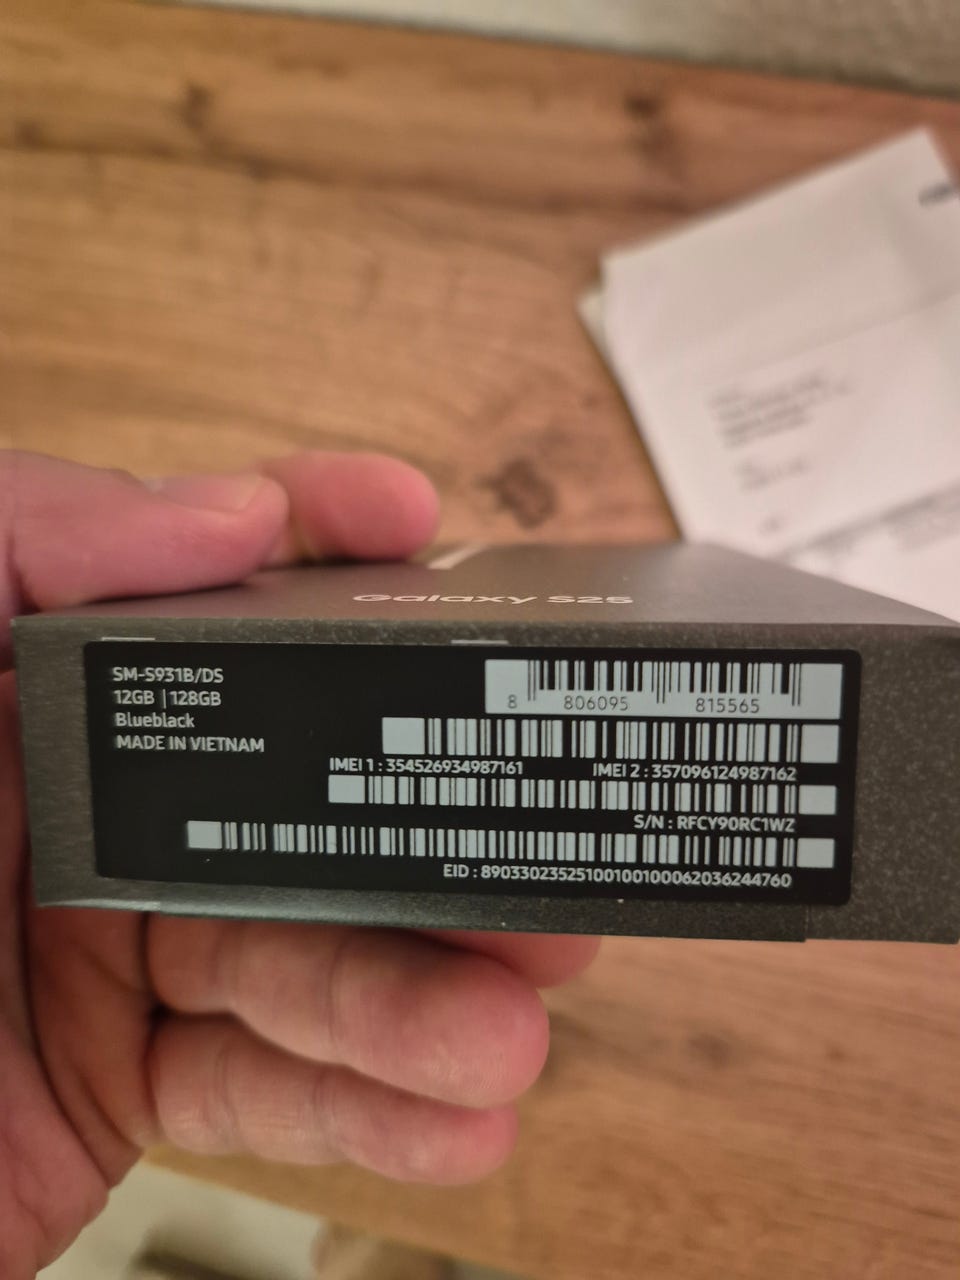 Galaxy S25
SM-S931B/DS
12GB | 128GB
Blueblack
MADE IN VIETNAM
8 806095 815565
IMEI 1 : 354526934987161 IMEI 2 : 357096124987162
S/N : RFCY90RC1WZ
EID : 89033023525100100100062036244760